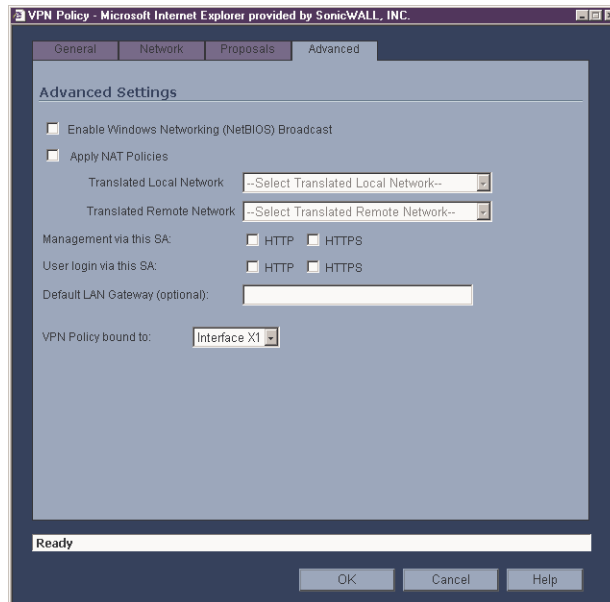 VPN Policy - Microsoft Internet Explorer provided by SonicWALL, INC.
General Network Proposals Advanced
Advanced Settings
Enable Windows Networking (NetBIOS) Broadcast
Apply NAT Policies
Translated Local Network --Select Translated Local Network--
Translated Remote Network --Select Translated Remote Network--
Management via this SA: HTTP HTTPS
User login via this SA: HTTP HTTPS
Default LAN Gateway (optional):
VPN Policy bound to: Interface X1
Ready
OK Cancel Help